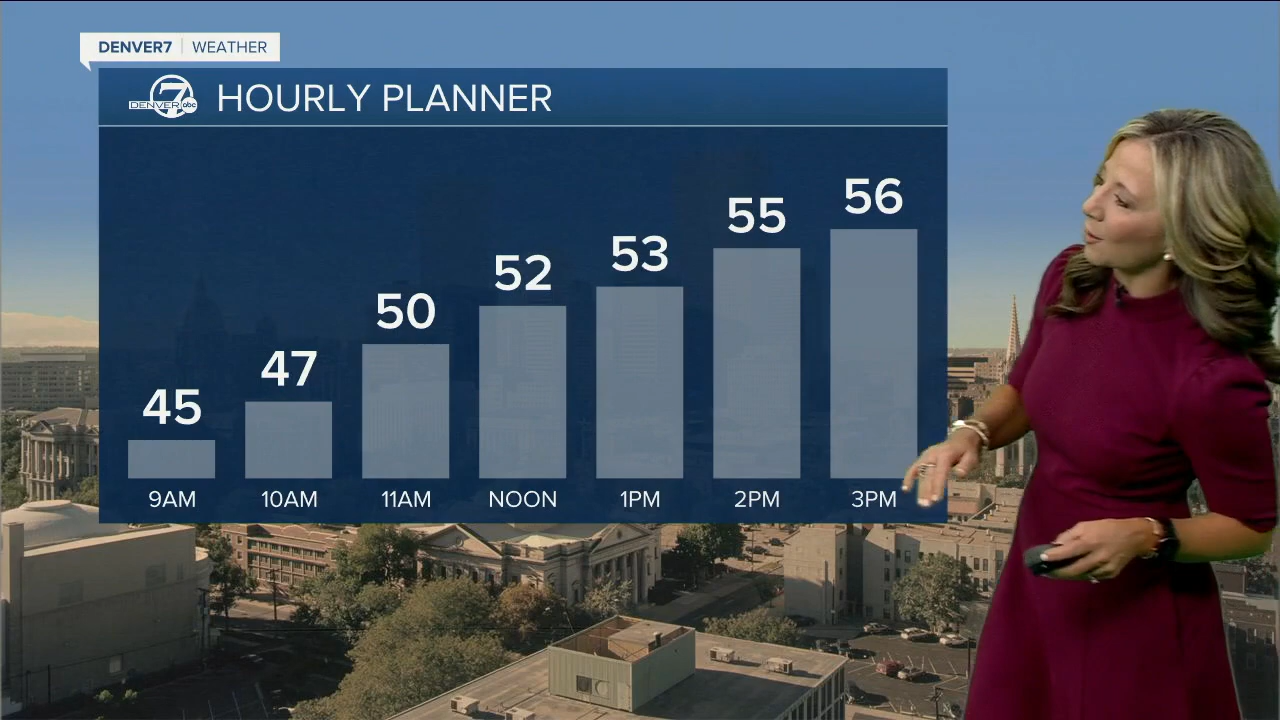 DENVER7 | WEATHER
7
DENVER abc
HOURLY PLANNER
45 47 50 52 53 55 56
9AM 10AM 11AM NOON 1PM 2PM 3PM